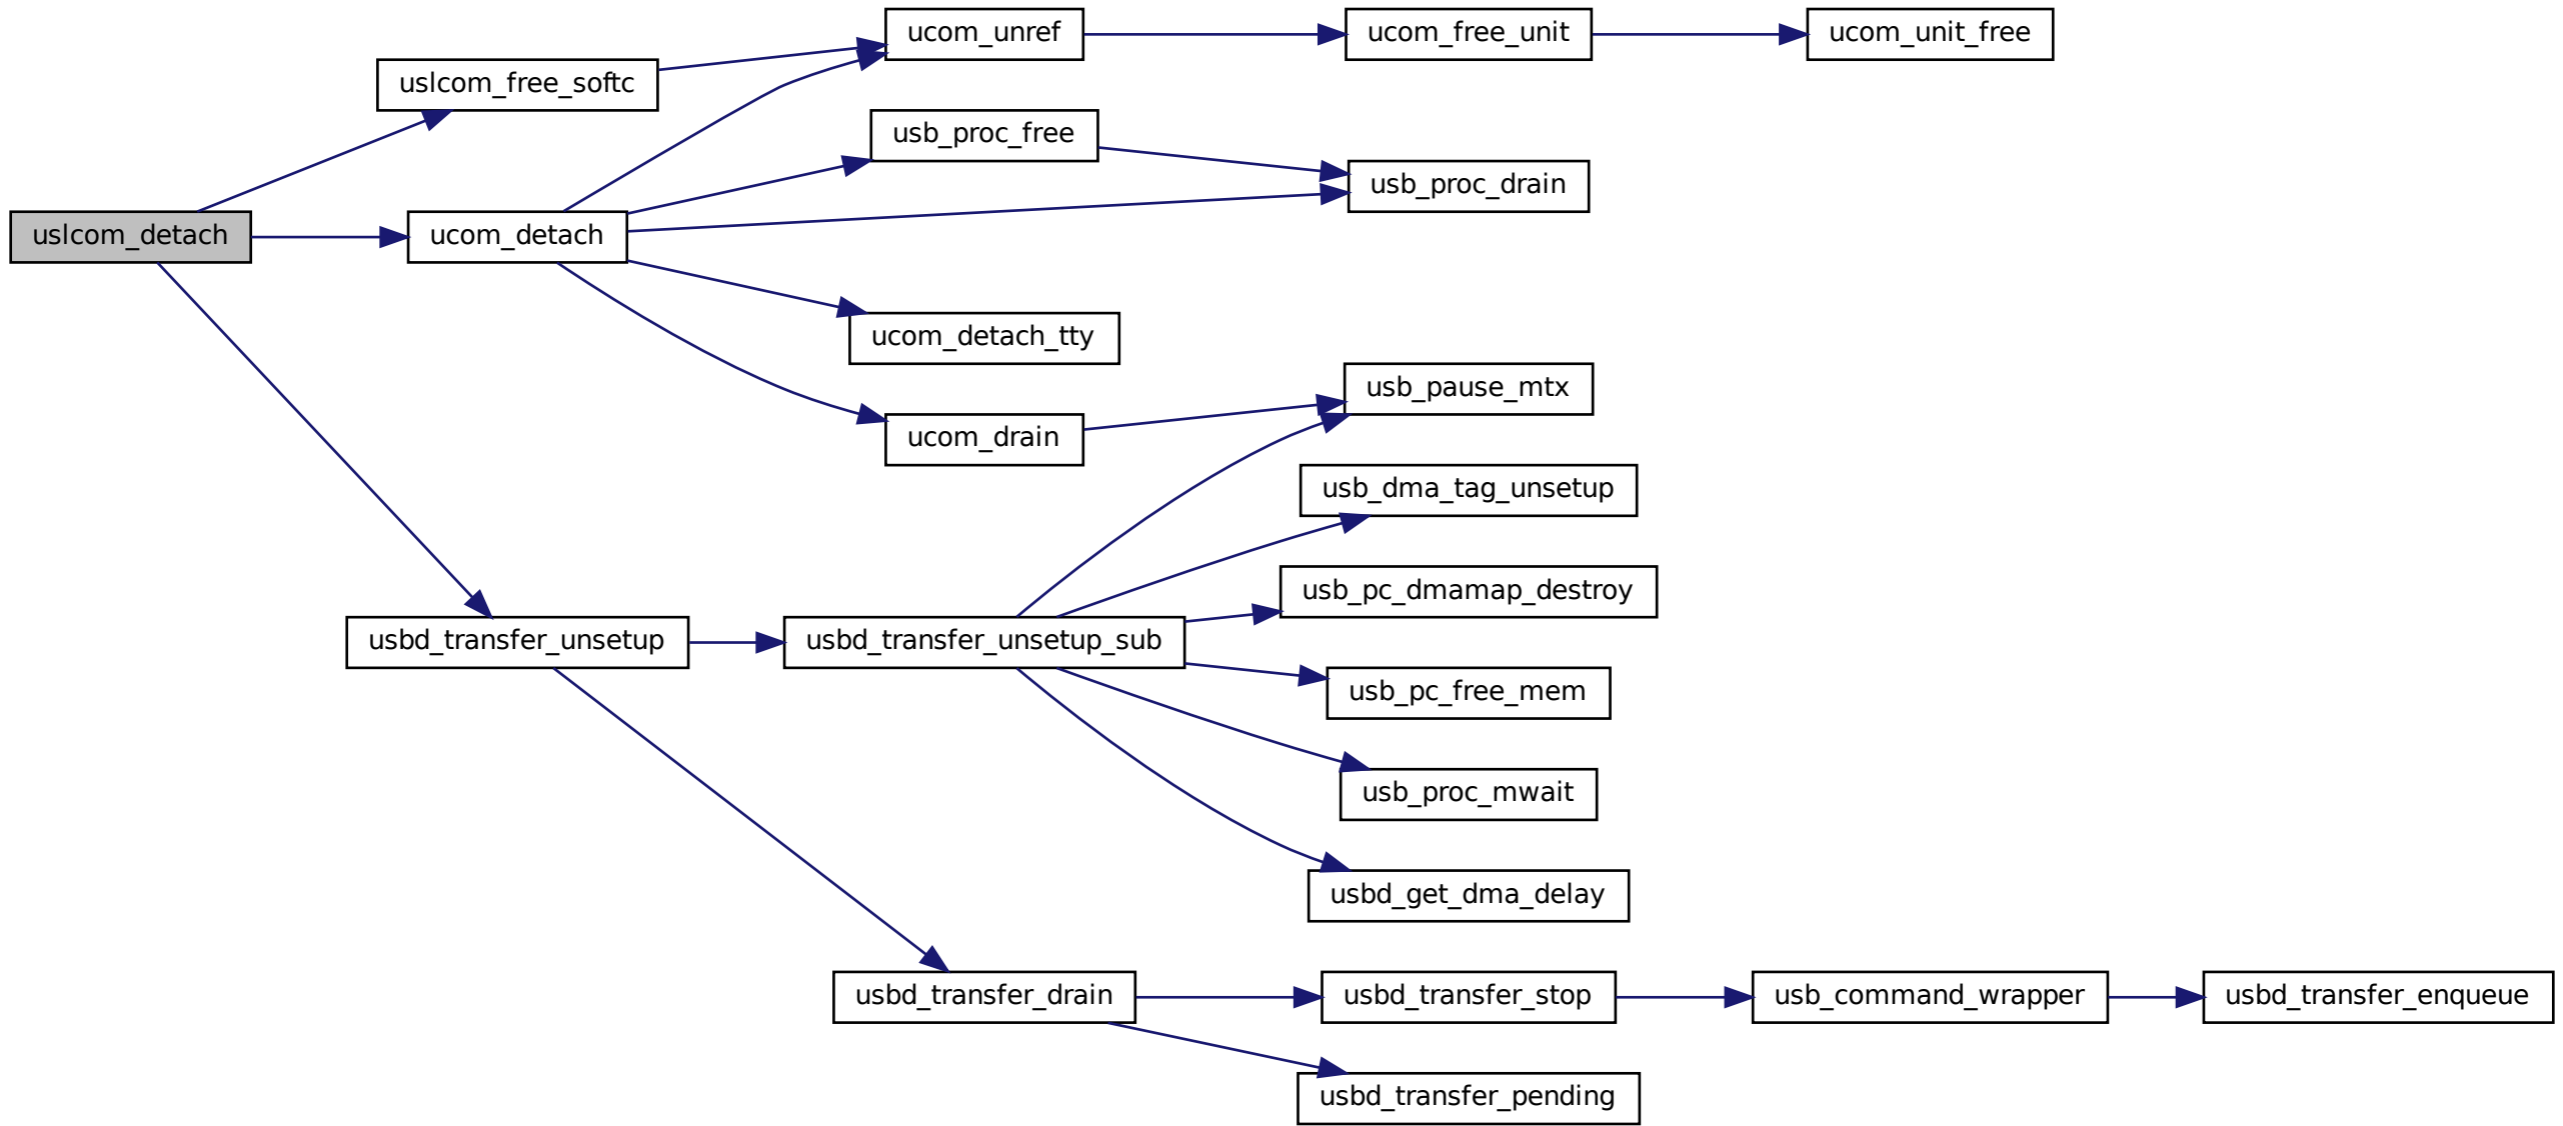 uslcom_detach
uslcom_free_softc
ucom_unref
ucom_free_unit
ucom_unit_free
ucom_detach
usb_proc_free
usb_proc_drain
ucom_detach_tty
ucom_drain
usb_pause_mtx
usbd_transfer_unsetup
usbd_transfer_unsetup_sub
usb_dma_tag_unsetup
usb_pc_dmamap_destroy
usb_pc_free_mem
usb_proc_mwait
usbd_get_dma_delay
usbd_transfer_drain
usbd_transfer_stop
usb_command_wrapper
usbd_transfer_enqueue
usbd_transfer_pending